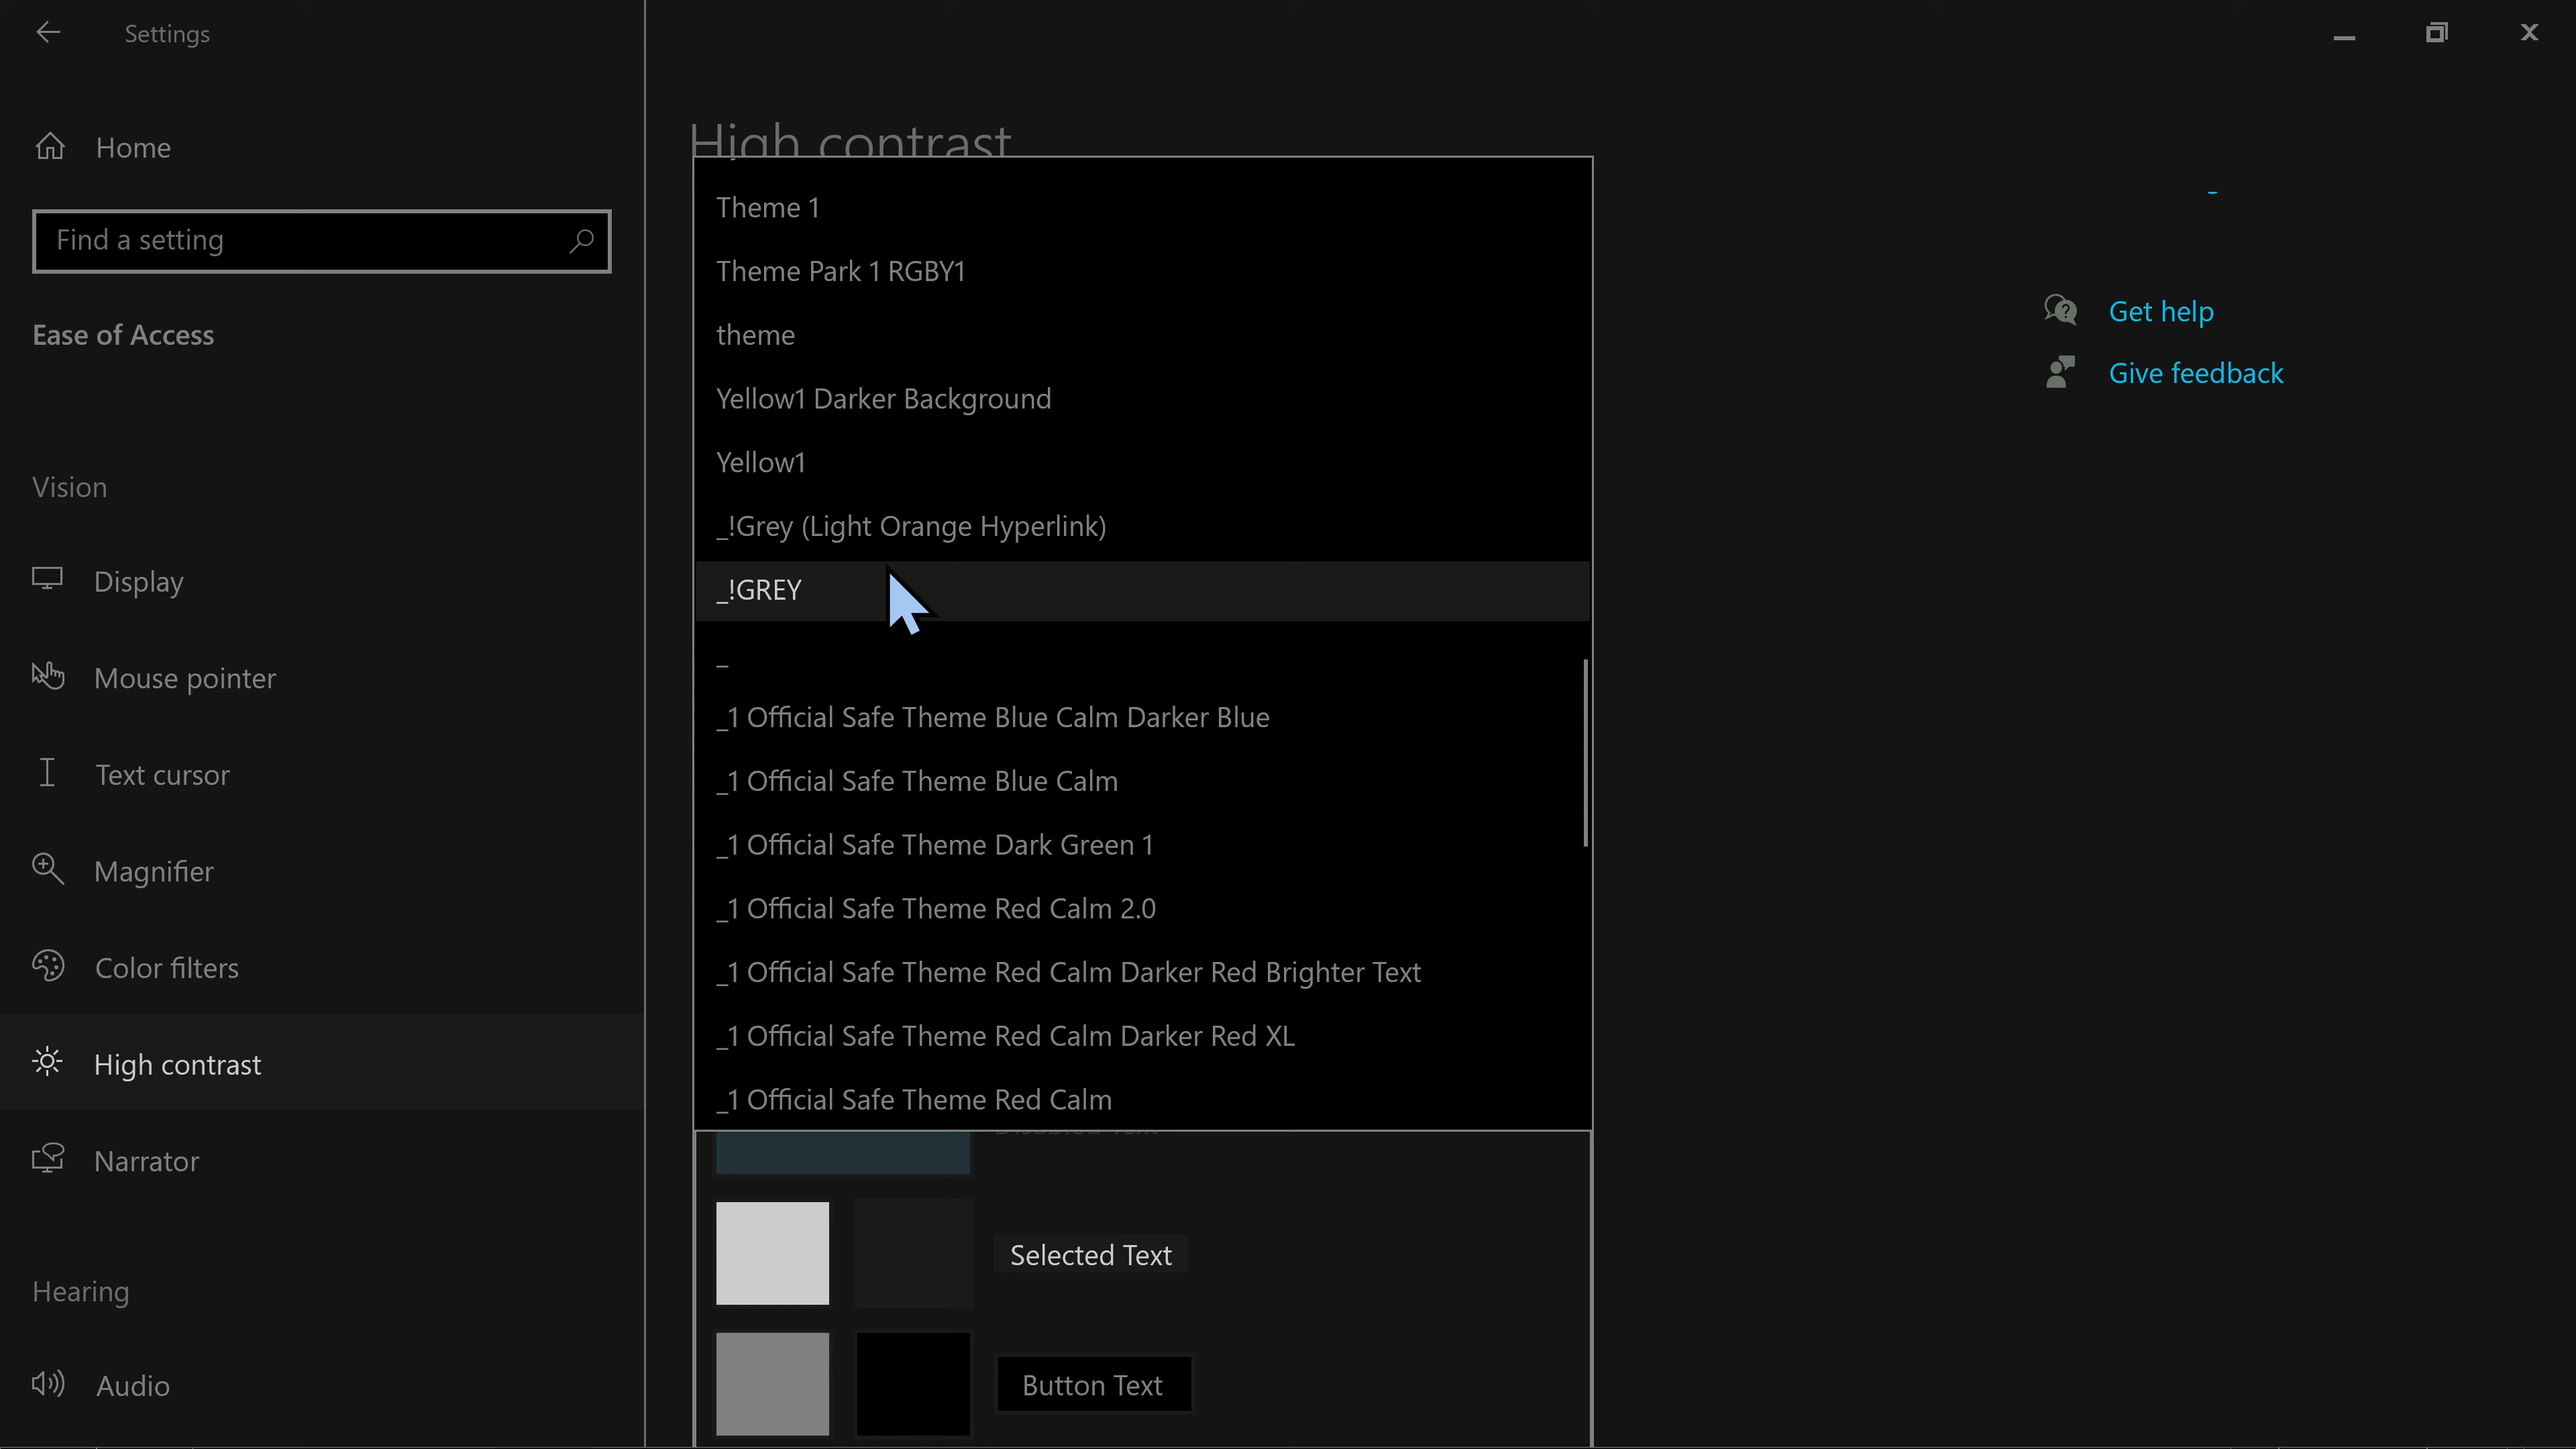 Settings
Home
Find a setting
Ease of Access
Vision
Display
Mouse pointer
Text cursor
Magnifier
Color filters
High contrast
Narrator
Hearing
Audio
High contrast
Theme 1
Theme Park 1 RGBY1
theme
Yellow1 Darker Background
Yellow1
_!Grey (Light Orange Hyperlink)
_!GREY
_
_1 Official Safe Theme Blue Calm Darker Blue
_1 Official Safe Theme Blue Calm
_1 Official Safe Theme Dark Green 1
_1 Official Safe Theme Red Calm 2.0
_1 Official Safe Theme Red Calm Darker Red Brighter Text
_1 Official Safe Theme Red Calm Darker Red XL
_1 Official Safe Theme Red Calm
Selected Text
Button Text
Get help
Give feedback